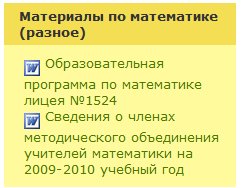 Материалы по математике
(разное)
Образовательная
программа по математике
лицея №1524
Сведения о членах
методического объединения
учителей математики на
2009-2010 учебный год